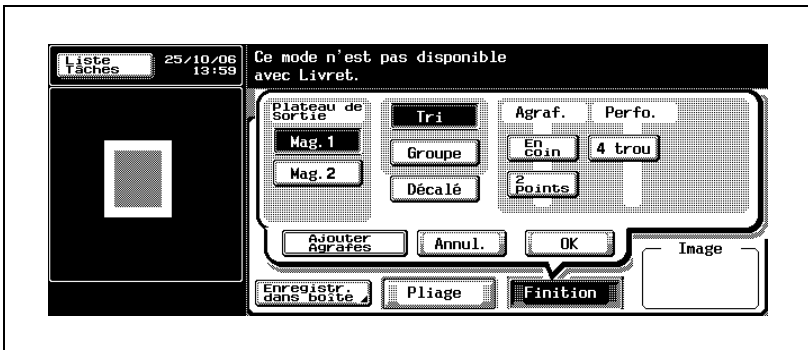 Liste
Tâches
25/10/06
13:59
Ce mode n'est pas disponible
avec Livret.
Plateau de
Sortie
Mag.1
Mag.2
Tri
Groupe
Décalé
Agraf.
Perfo.
En
coin
4 trou
2
points
Ajouter
Agrafes
Annul.
OK
Image
Enregistr.
dans boîte
Pliage
Finition